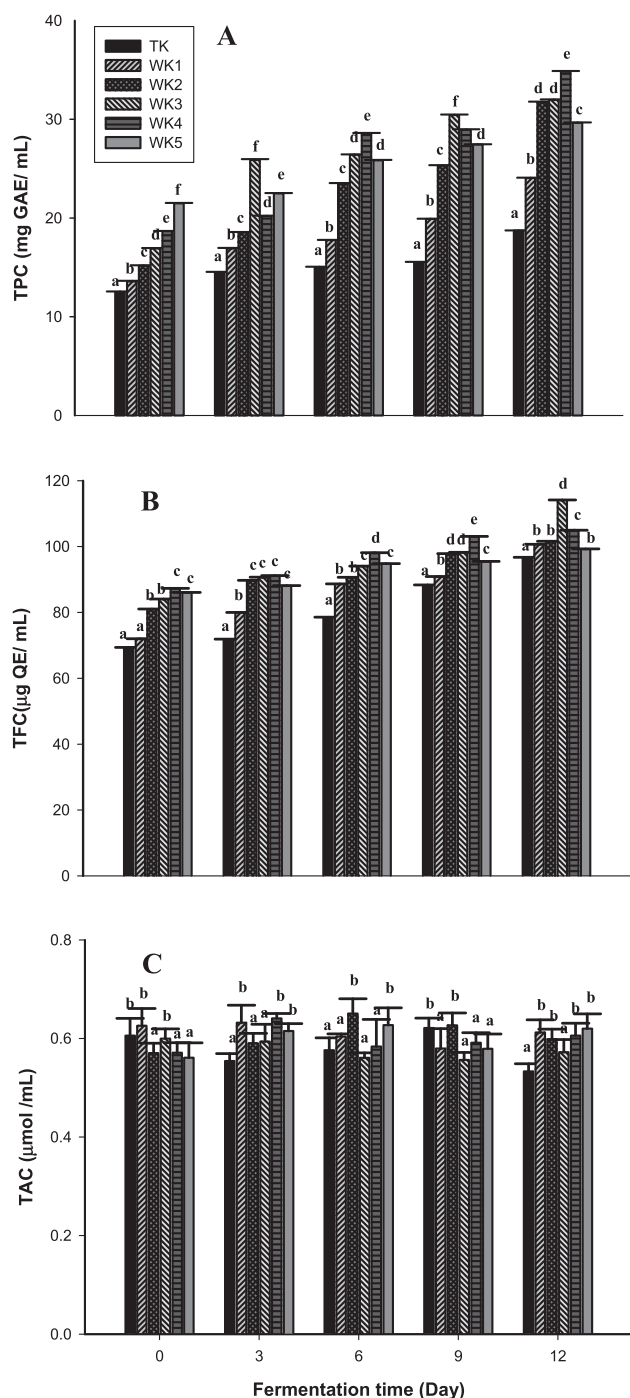 A
40
30
20
10
0
TPC (mg GAE/ mL)
TK
WK1
WK2
WK3
WK4
WK5
a b c d e f
a b c f d e
a b c d e d
a b c f d
a b d d e c
B
120
100
80
60
40
20
0
TFC(μg QE/ mL)
a a b b c c
a b c c c c
a b b c d c
a b d d e c
a b b d c b
C
0.8
0.6
0.4
0.2
0.0
TAC (μmol /mL)
b b a b a a
a b a a b b
a a b a a b
b a b a a a
a b b a b b
0 3 6 9 12
Fermentation time (Day)